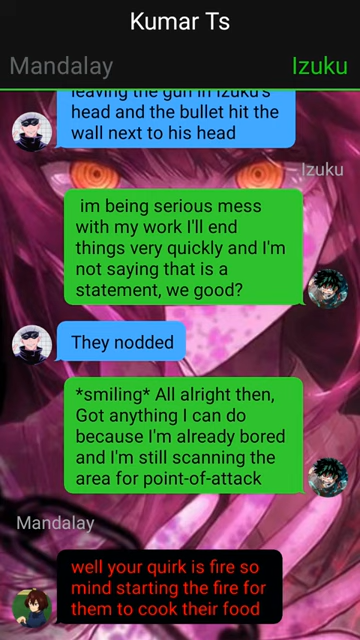 Kumar Ts
Mandalay
Izuku
leaving the gun in Izuku's
head and the bullet hit the
wall next to his head
Izuku
im being serious mess
with my work I'll end
things very quickly and I'm
not saying that is a
statement, we good?
They nodded
*smiling* All alright then,
Got anything I can do
because I'm already bored
and I'm still scanning the
area for point-of-attack
Mandalay
well your quirk is fire so
mind starting the fire for
them to cook their food